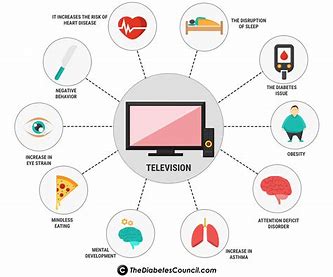 IT INCREASES THE RISK OF
HEART DISEASE
THE DISRUPTION
OF SLEEP
NEGATIVE
BEHAVIOR
THE DIABETES
ISSUE
INCREASE IN
EYE STRAIN
TELEVISION
OBESITY
MINDLESS
EATING
ATTENTION DEFICIT
DISORDER
MENTAL
DEVELOPMENT
INCREASE IN
ASTHMA
© TheDiabetesCouncil.com